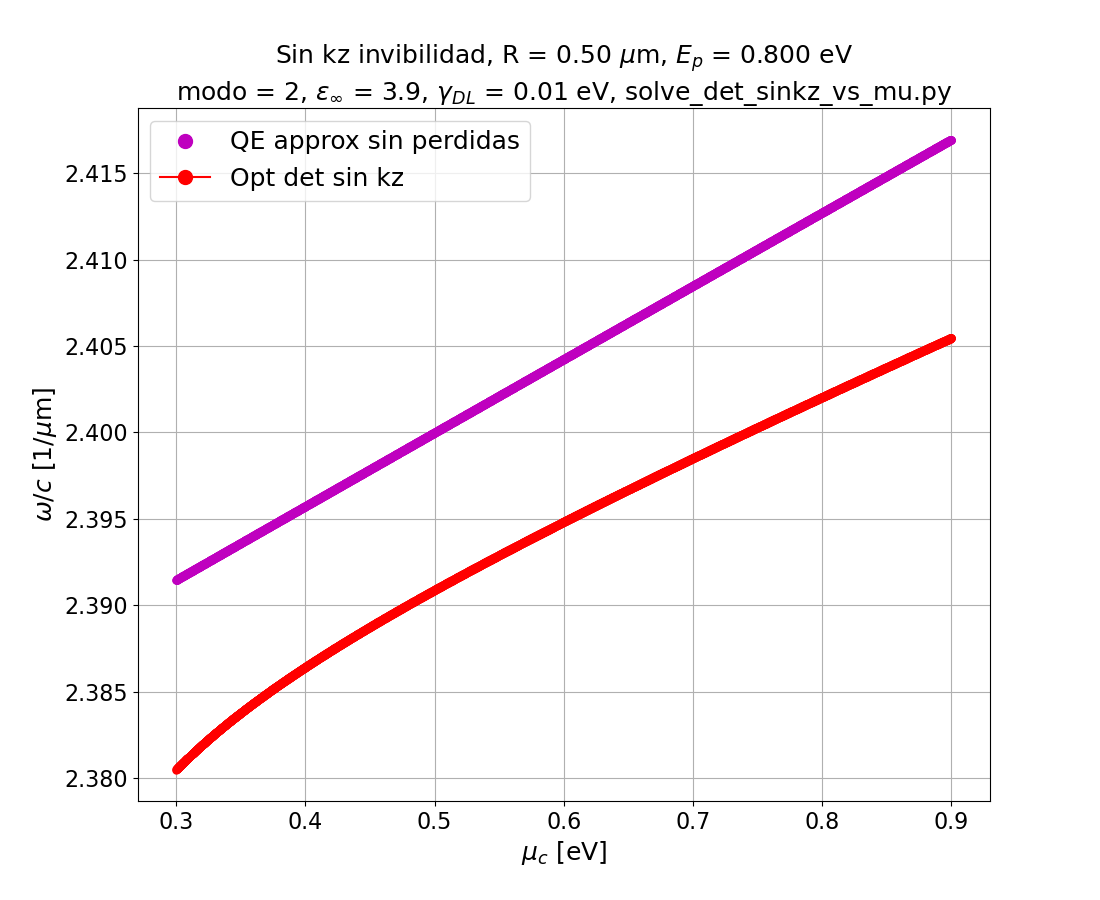 Sin kz invibilidad, R = 0.50 μm, E_p = 0.800 eV
modo = 2, ε_∞ = 3.9, γ_DL = 0.01 eV, solve_det_sinkz_vs_mu.py
QE approx sin perdidas
Opt det sin kz
2.415
2.410
2.405
2.400
2.395
2.390
2.385
2.380
ω/c [1/μm]
0.3 0.4 0.5 0.6 0.7 0.8 0.9
μ_c [eV]